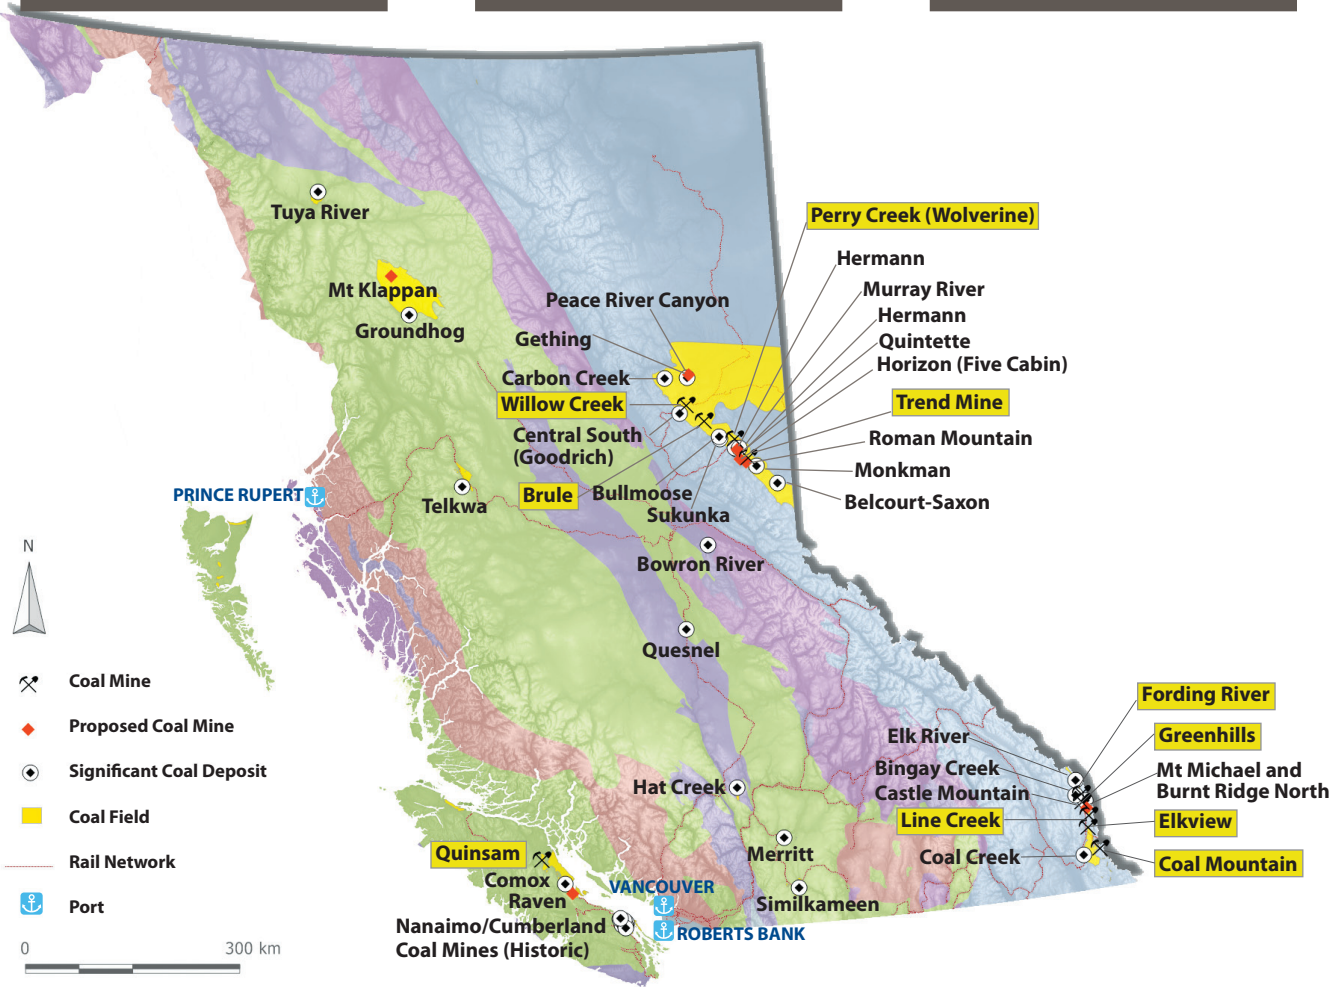 Tuya River
Mt Klappan
Groundhog
Peace River Canyon
Gething
Carbon Creek
Willow Creek
Central South
(Goodrich)
Brule
Bullmoose
Sukunka
Perry Creek (Wolverine)
Hermann
Murray River
Hermann
Quintette
Horizon (Five Cabin)
Trend Mine
Roman Mountain
Monkman
Belcourt-Saxon
PRINCE RUPERT
Telkwa
Bowron River
Quesnel
N
Coal Mine
Proposed Coal Mine
Significant Coal Deposit
Coal Field
Rail Network
Port
0 300 km
Fording River
Elk River
Greenhills
Bingay Creek
Mt Michael and
Burnt Ridge North
Castle Mountain
Line Creek
Elkview
Coal Creek
Coal Mountain
Hat Creek
Merritt
Similkameen
Quinsam
Comox
Raven
VANCOUVER
Nanaimo/Cumberland
Coal Mines (Historic)
ROBERTS BANK